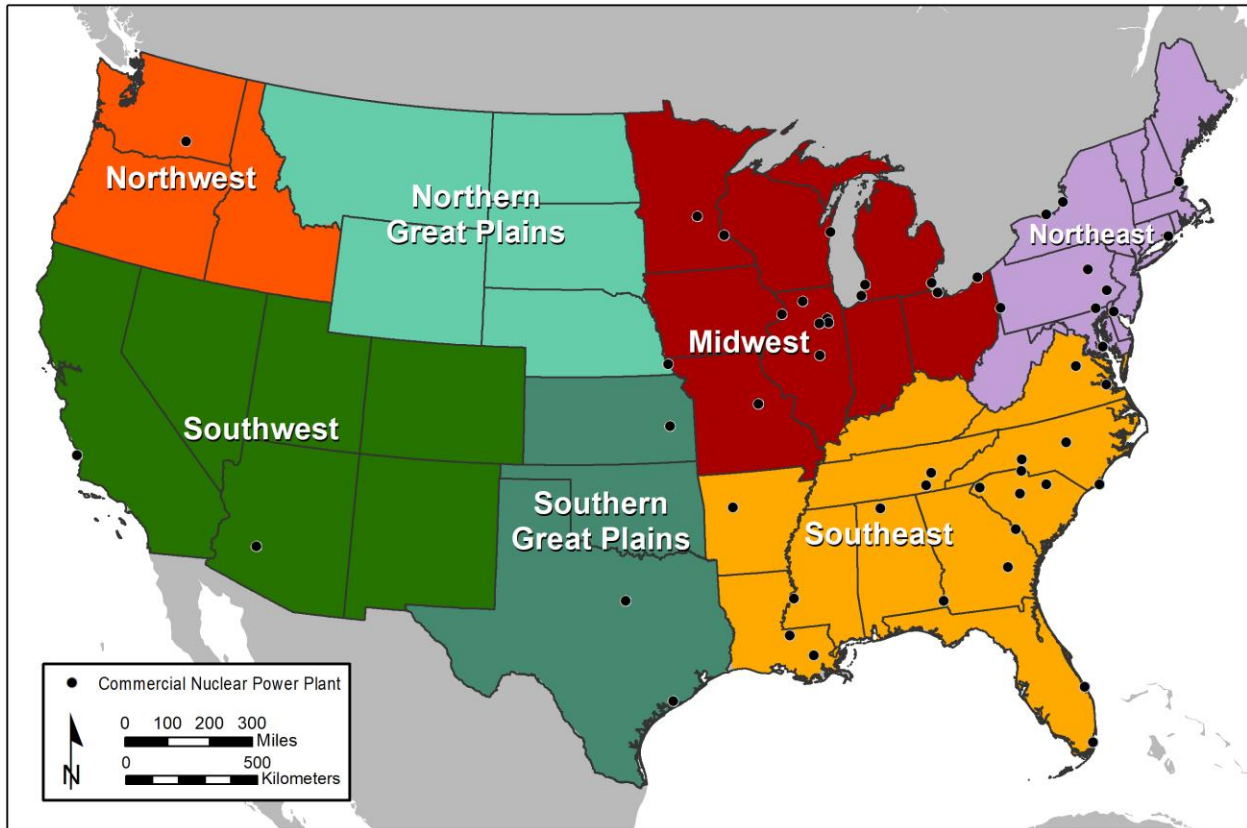 Northwest
Northern
Great Plains
Northeast
Midwest
Southwest
Southern
Great Plains
Southeast
Commercial Nuclear Power Plant
0 100 200 300
Miles
0 500
Kilometers
N